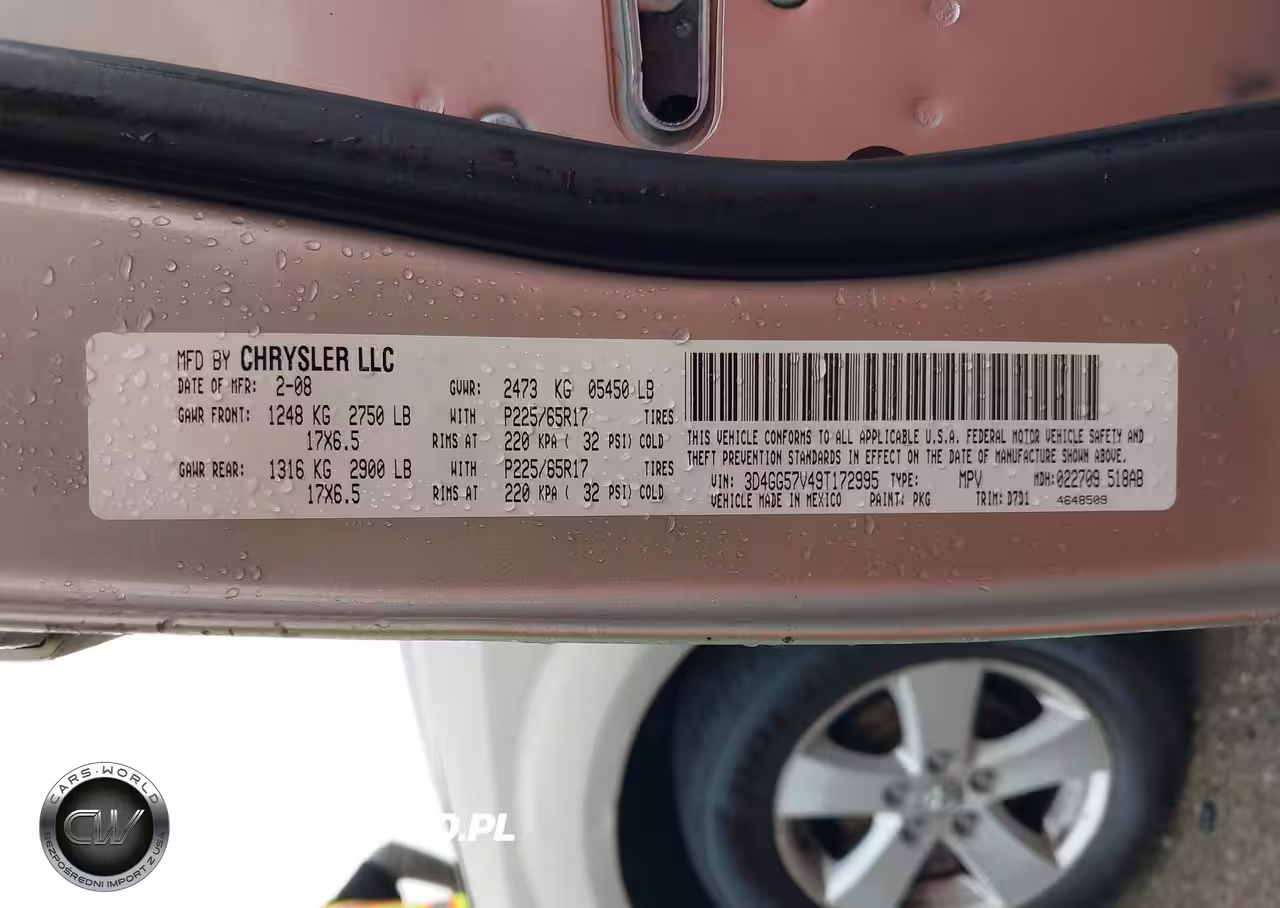 MFD BY CHRYSLER LLC
DATE OF MFR: 2-08
GVWR: 2473 KG 05450 LB
GAWR FRONT: 1248 KG 2750 LB WITH P225/65R17 TIRES
17X6.5 RIMS AT 220 KPA ( 32 PSI) COLD
GAWR REAR: 1316 KG 2900 LB WITH P225/65R17 TIRES
17X6.5 RIMS AT 220 KPA ( 32 PSI) COLD
THIS VEHICLE CONFORMS TO ALL APPLICABLE U.S.A. FEDERAL MOTOR VEHICLE SAFETY AND
THEFT PREVENTION STANDARDS IN EFFECT ON THE DATE OF MANUFACTURE SHOWN ABOVE.
VIN: 3D4GG57V49T172995 TYPE: MPV MDH:022709 518AB
VEHICLE MADE IN MEXICO PAINT: PKG TRIM: D7D1 4648509
CARS-WORLD
CW
BEZPOŚREDNI IMPORT Z USA
D.PL